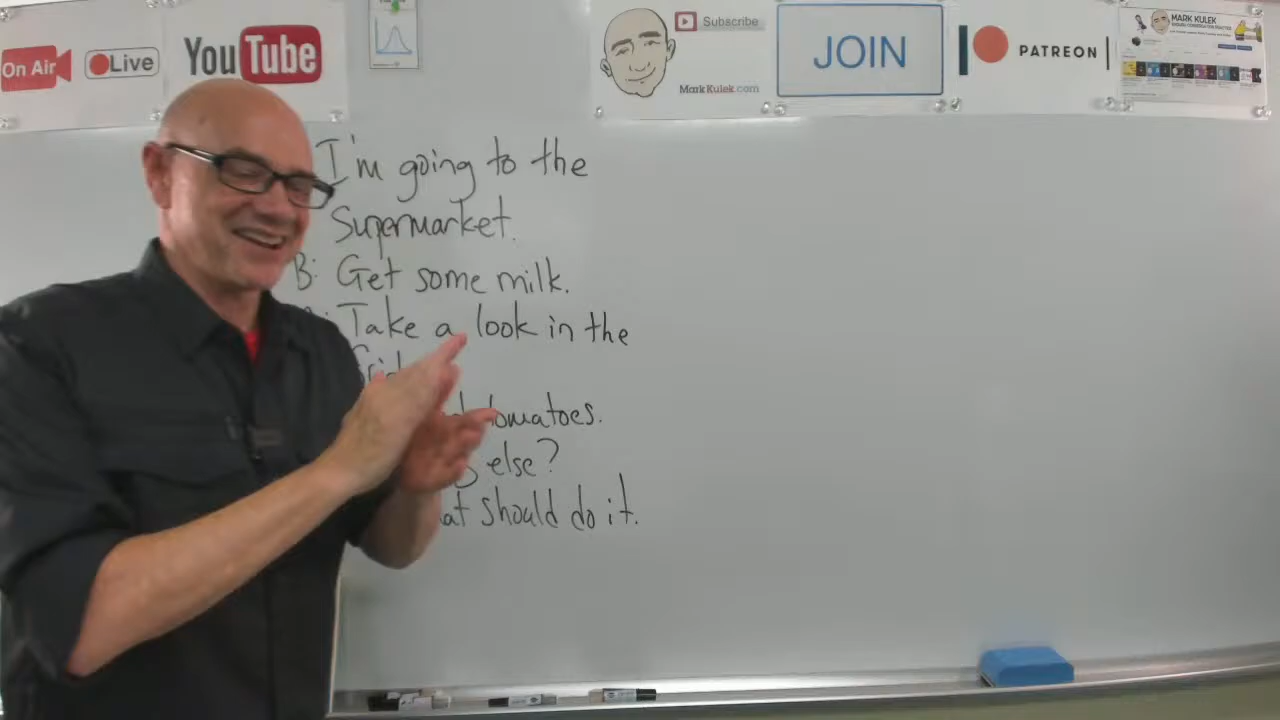 On Air
Live
YouTube
Subscribe
MarkKulek.com
JOIN
PATREON
MARK KULEK
I'm going to the
Supermarket.
B: Get some milk.
Take a look in the
tomatoes.
else?
should do it.